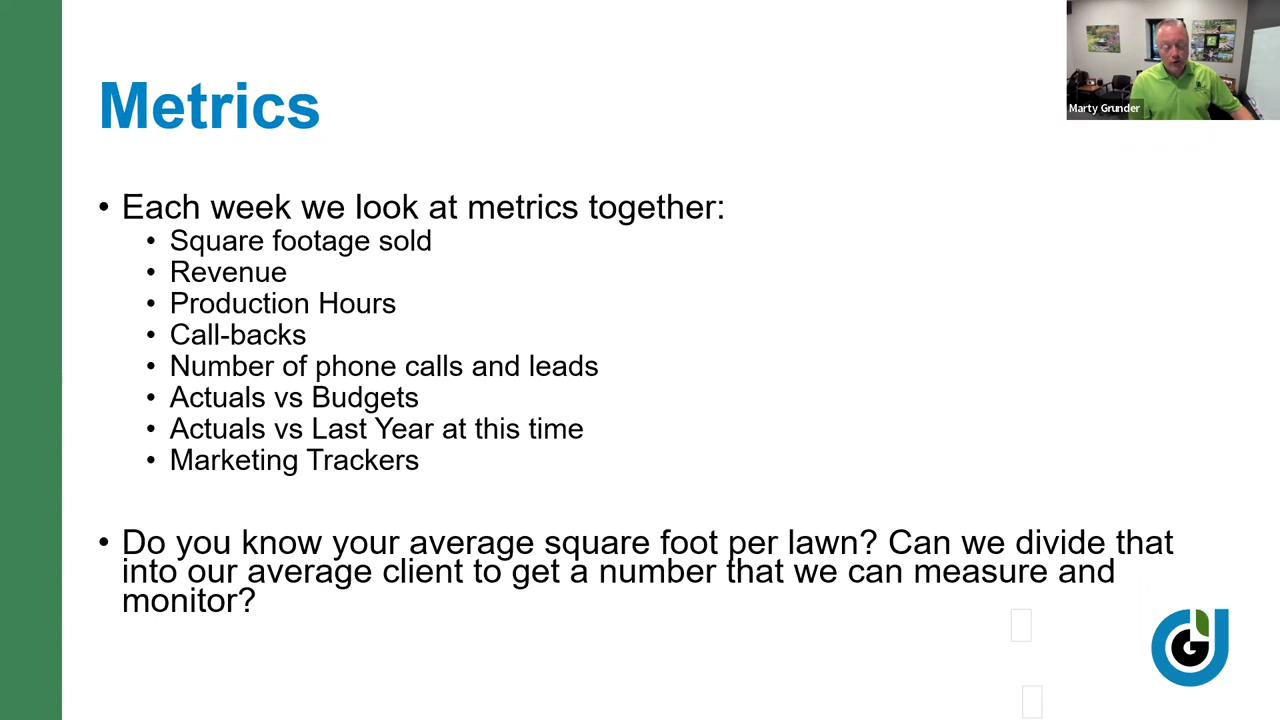 Metrics
Marty Grunder
• Each week we look at metrics together:
• Square footage sold
• Revenue
• Production Hours
• Call-backs
• Number of phone calls and leads
• Actuals vs Budgets
• Actuals vs Last Year at this time
• Marketing Trackers
• Do you know your average square foot per lawn? Can we divide that
into our average client to get a number that we can measure and
monitor?
G